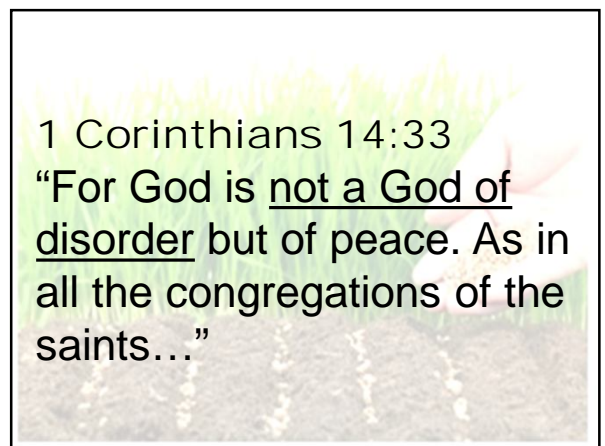 1 Corinthians 14:33
“For God is not a God of
disorder but of peace. As in
all the congregations of the
saints…”